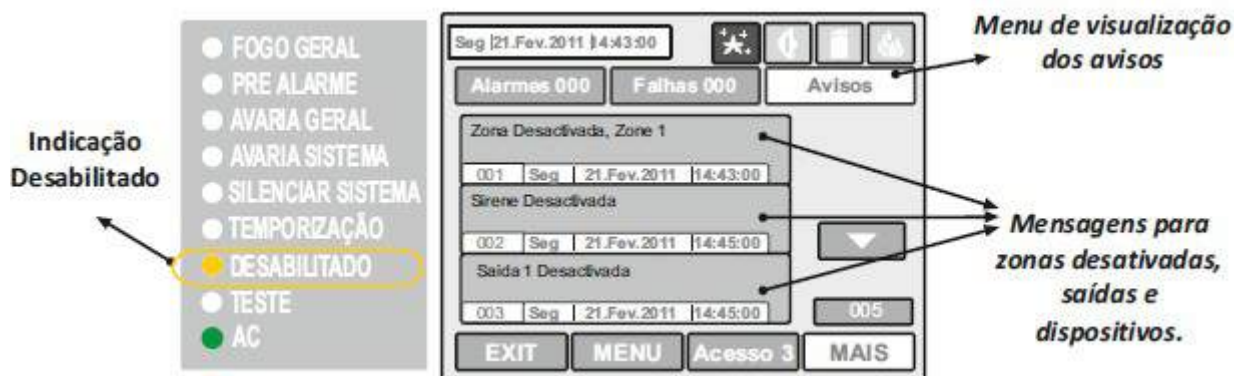 Indicação
Desabilitado
FOGO GERAL
PRE ALARME
AVARIA GERAL
AVARIA SISTEMA
SILENCIAR SISTEMA
TEMPORIZAÇÃO
DESABILITADO
TESTE
AC
Seg 21.Fev.2011 14:43:00
Alarmes 000 Falhas 000 Avisos
Zona Desactivada, Zone 1
001 Seg 21.Fev.2011 14:43:00
Sirene Desactivada
002 Seg 21.Fev.2011 14:45:00
Saída 1 Desactivada
003 Seg 21.Fev.2011 14:45:00
005
EXIT MENU Acesso 3 MAIS
Menu de visualização
dos avisos
Mensagens para
zonas desativadas,
saídas e
dispositivos.